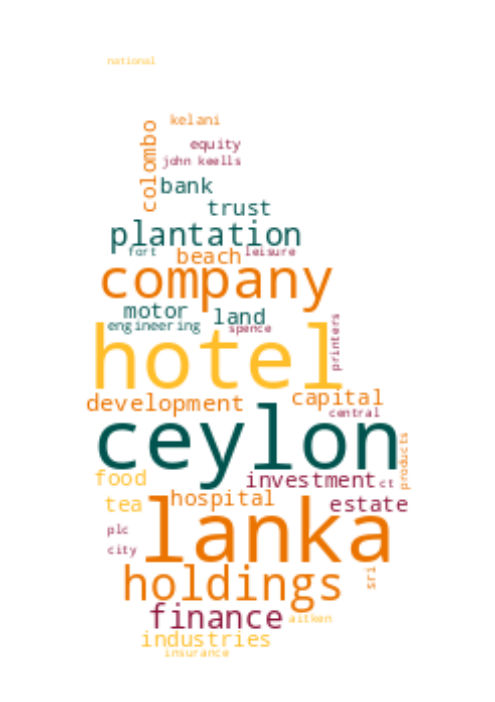 national
kelani
colombo
equity
john keells
bank
trust
plantation
fort
beach
leisure
company
motor
land
engineering
spence
printers
hotel
development
capital
central
ceylon
products
food
investment
ct
tea
hospital
estate
plc
lanka
city
holdings
sri
finance
aitken
industries
insurance